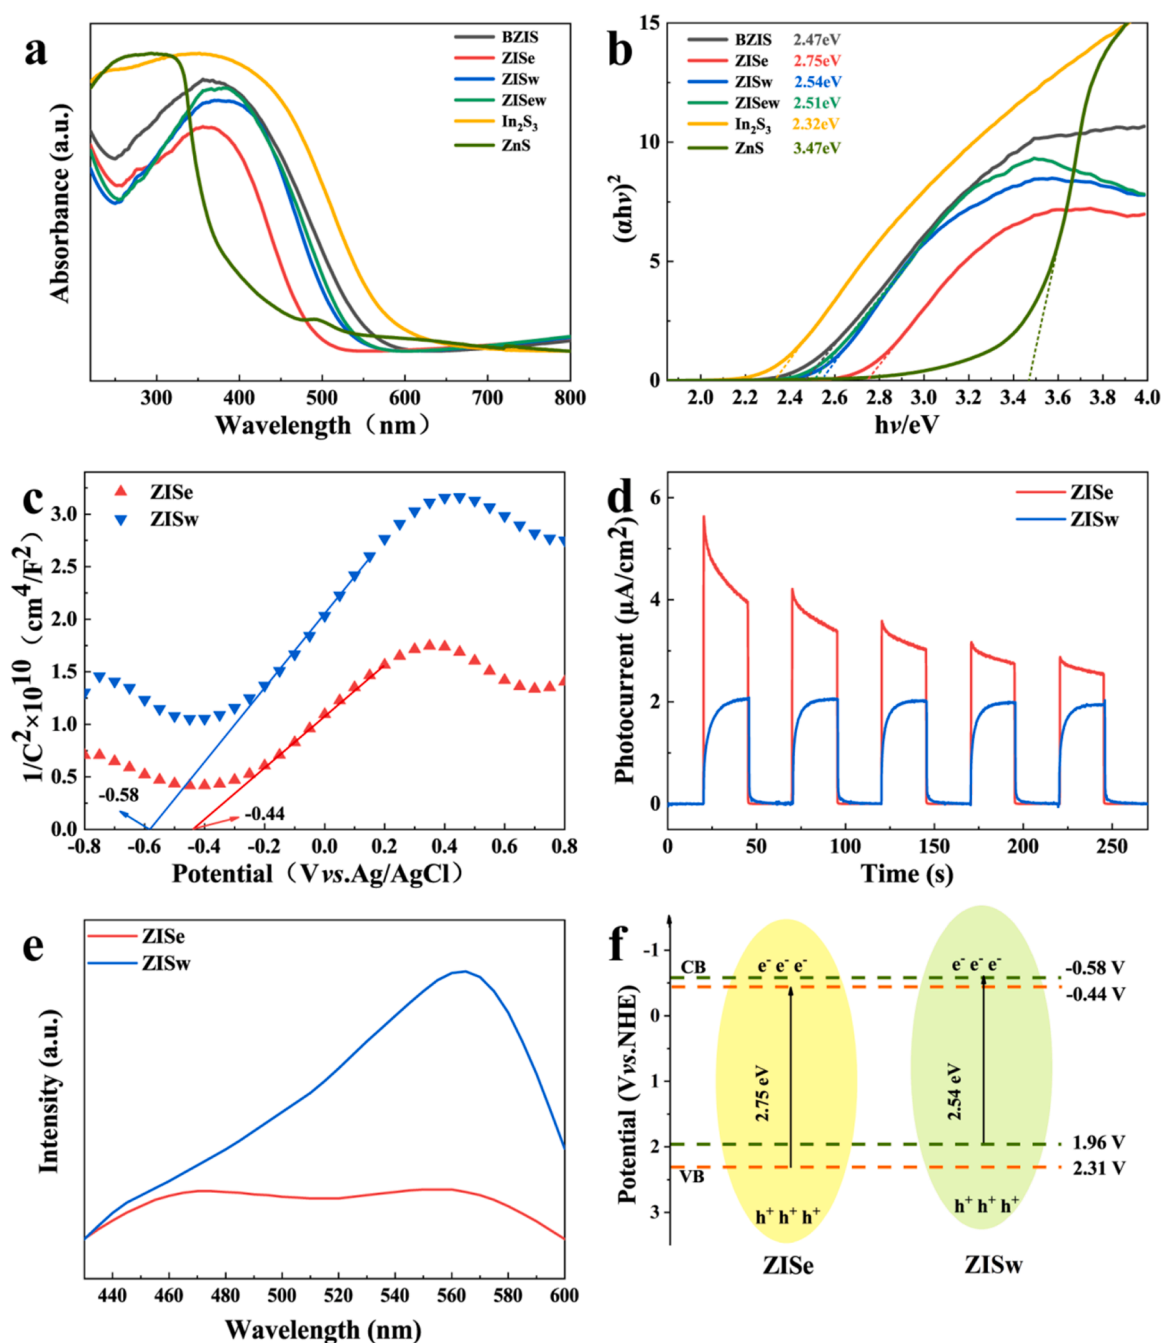 a
BZIS
ZISe
ZISw
ZISew
In₂S₃
ZnS
Absorbance (a.u.)
300 400 500 600 700 800
Wavelength（nm）
b
BZIS 2.47eV
ZISe 2.75eV
ZISw 2.54eV
ZISew 2.51eV
In₂S₃ 2.32eV
ZnS 3.47eV
(αhν)²
15
10
5
0
2.0 2.2 2.4 2.6 2.8 3.0 3.2 3.4 3.6 3.8 4.0
hν/eV
c
ZISe
ZISw
1/C²×10¹⁰（cm⁴/F²）
3.0
2.5
2.0
1.5
1.0
0.5
0.0
-0.58
-0.44
-0.8 -0.6 -0.4 -0.2 0.0 0.2 0.4 0.6 0.8
Potential（V vs.Ag/AgCl）
d
ZISe
ZISw
Photocurrent (μA/cm²)
6
4
2
0
0 50 100 150 200 250
Time (s)
e
ZISe
ZISw
Intensity (a.u.)
440 460 480 500 520 540 560 580 600
Wavelength (nm)
f
Potential (V vs.NHE)
-1
0
1
2
3
CB
VB
e⁻ e⁻ e⁻
e⁻ e⁻ e⁻
-0.58 V
-0.44 V
2.75 eV
2.54 eV
1.96 V
2.31 V
h⁺ h⁺ h⁺
h⁺ h⁺ h⁺
ZISe
ZISw